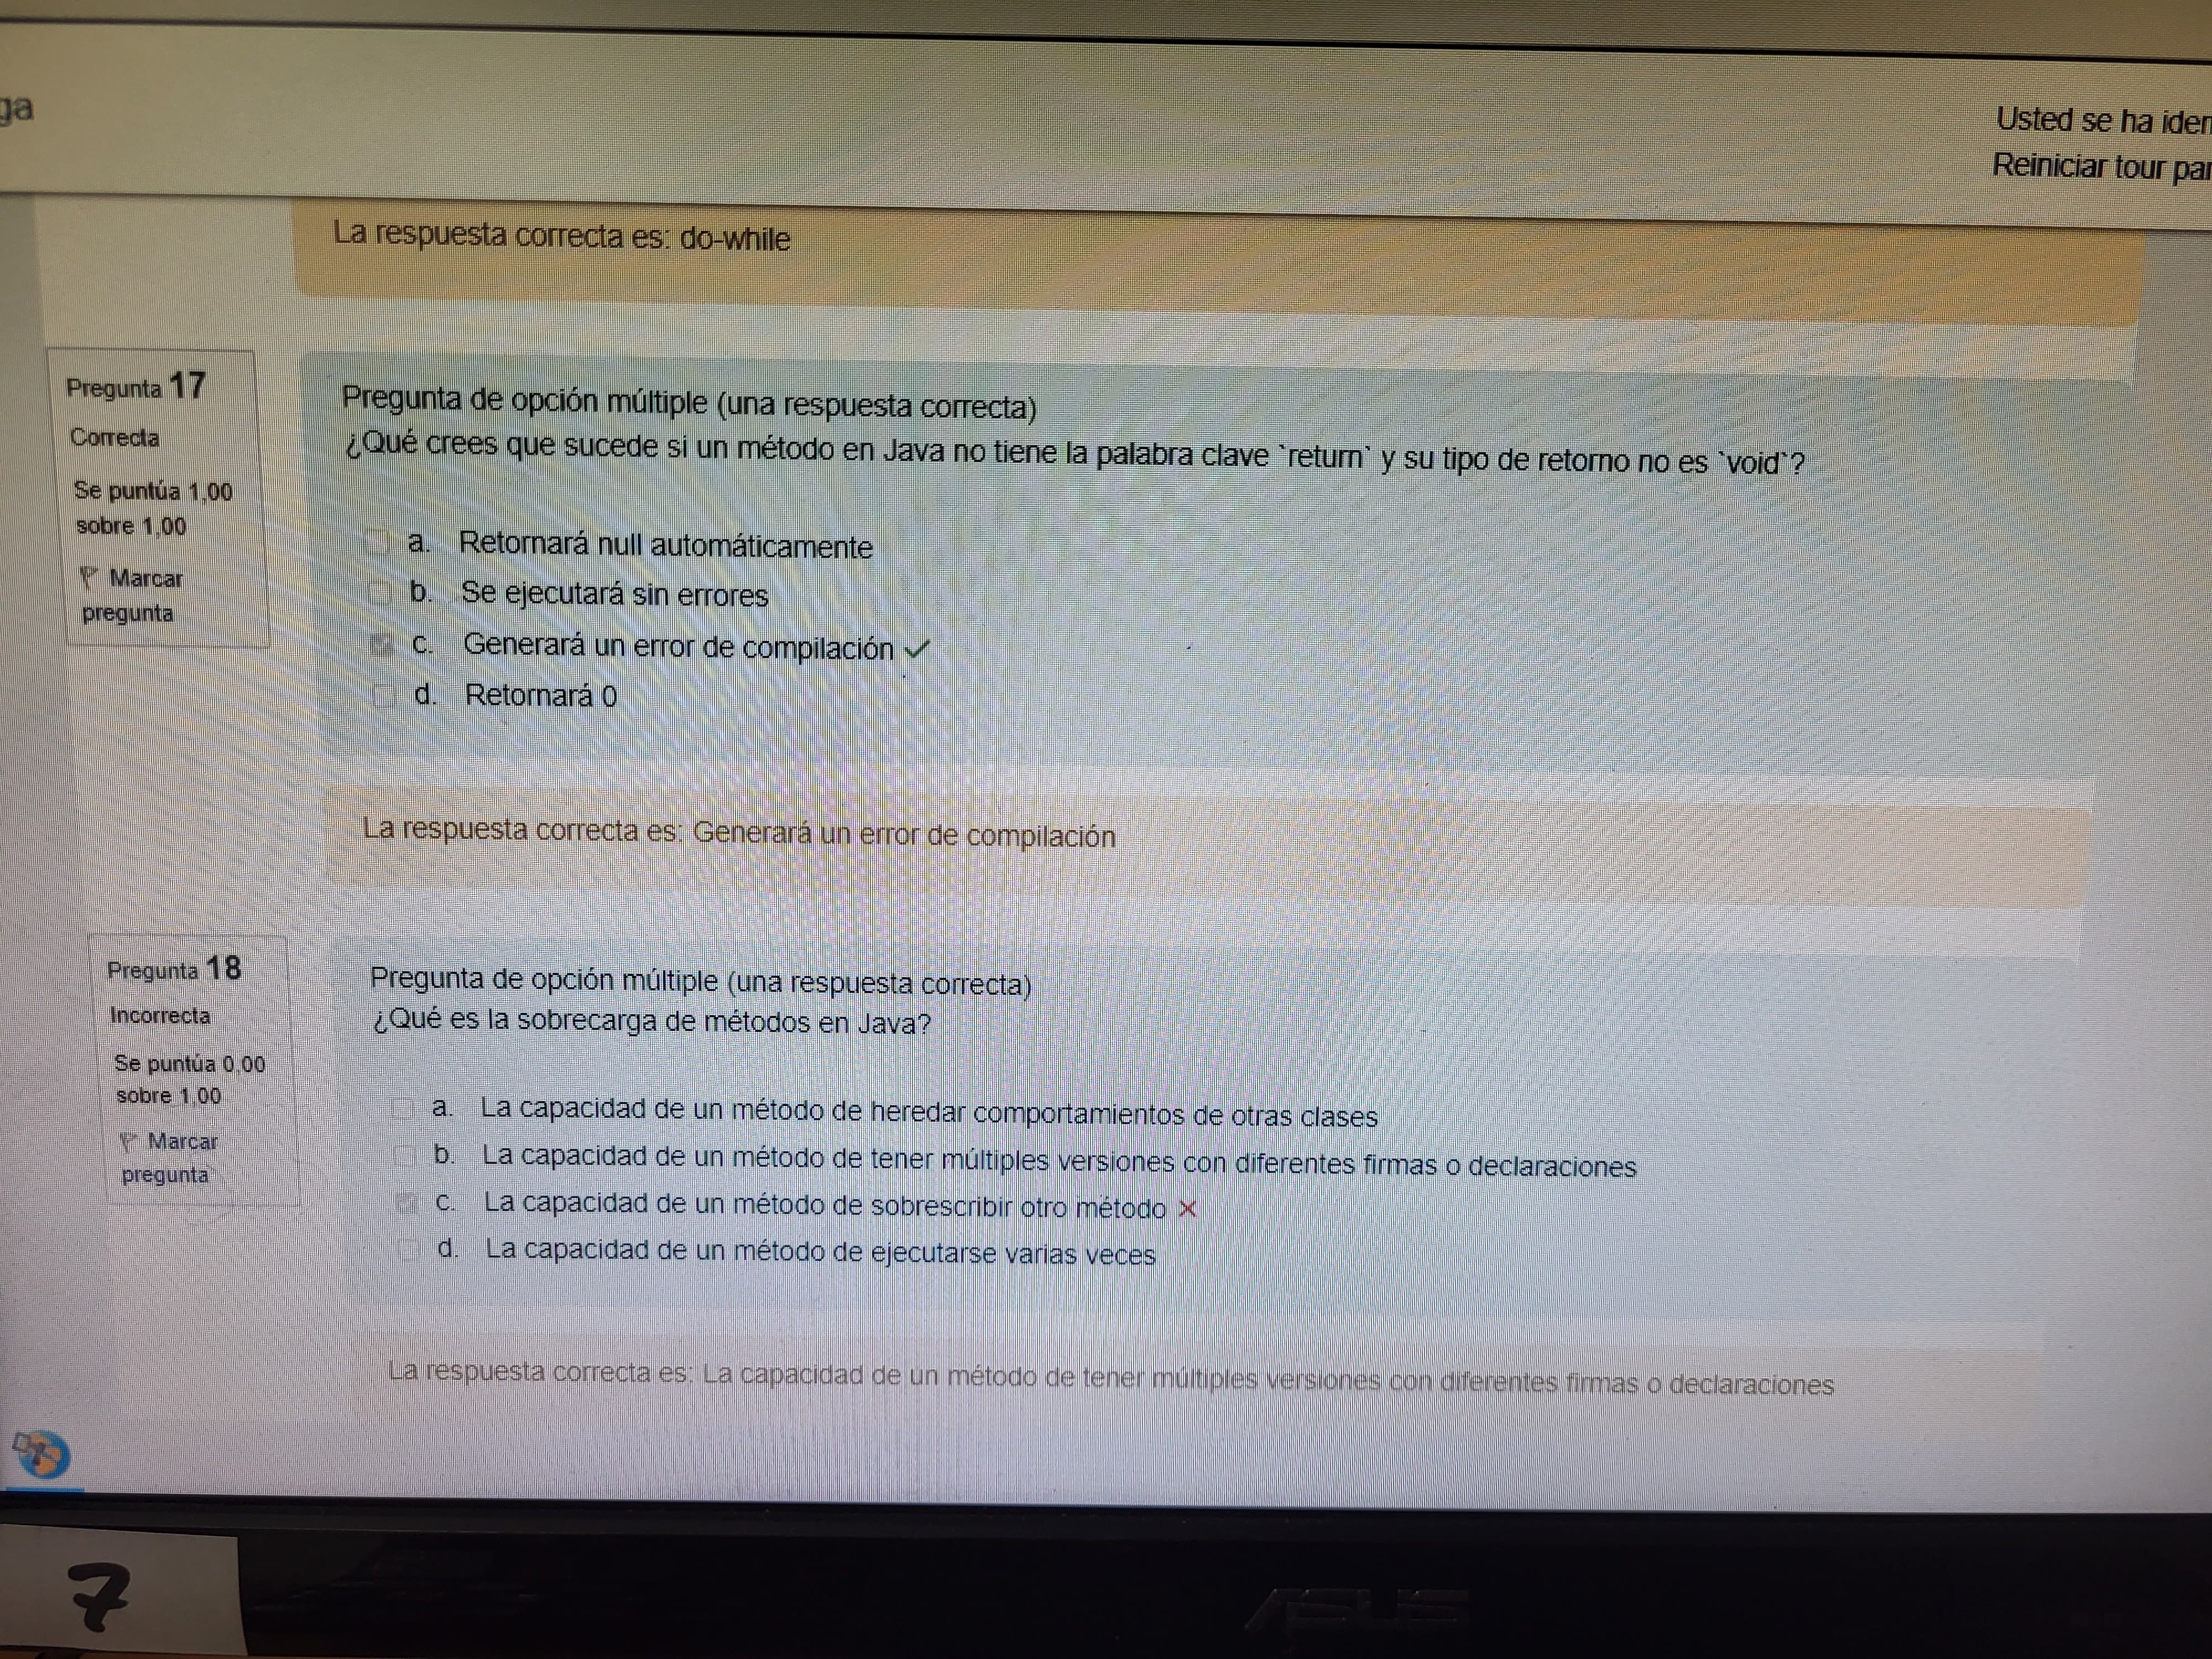 ga
Usted se ha iden
Reiniciar tour par
La respuesta correcta es: do-while
Pregunta 17
Correcta
Se puntúa 1,00
sobre 1,00
Marcar
pregunta
Pregunta de opción múltiple (una respuesta correcta)
¿Qué crees que sucede si un método en Java no tiene la palabra clave `return` y su tipo de retorno no es `void`?
a. Retornará null automáticamente
b. Se ejecutará sin errores
c. Generará un error de compilación
d. Retornará 0
La respuesta correcta es: Generará un error de compilación
Pregunta 18
Incorrecta
Se puntúa 0,00
sobre 1,00
Marcar
pregunta
Pregunta de opción múltiple (una respuesta correcta)
¿Qué es la sobrecarga de métodos en Java?
a. La capacidad de un método de heredar comportamientos de otras clases
b. La capacidad de un método de tener múltiples versiones con diferentes firmas o declaraciones
c. La capacidad de un método de sobrescribir otro método
d. La capacidad de un método de ejecutarse varias veces
La respuesta correcta es: La capacidad de un método de tener múltiples versiones con diferentes firmas o declaraciones
7
ASUS